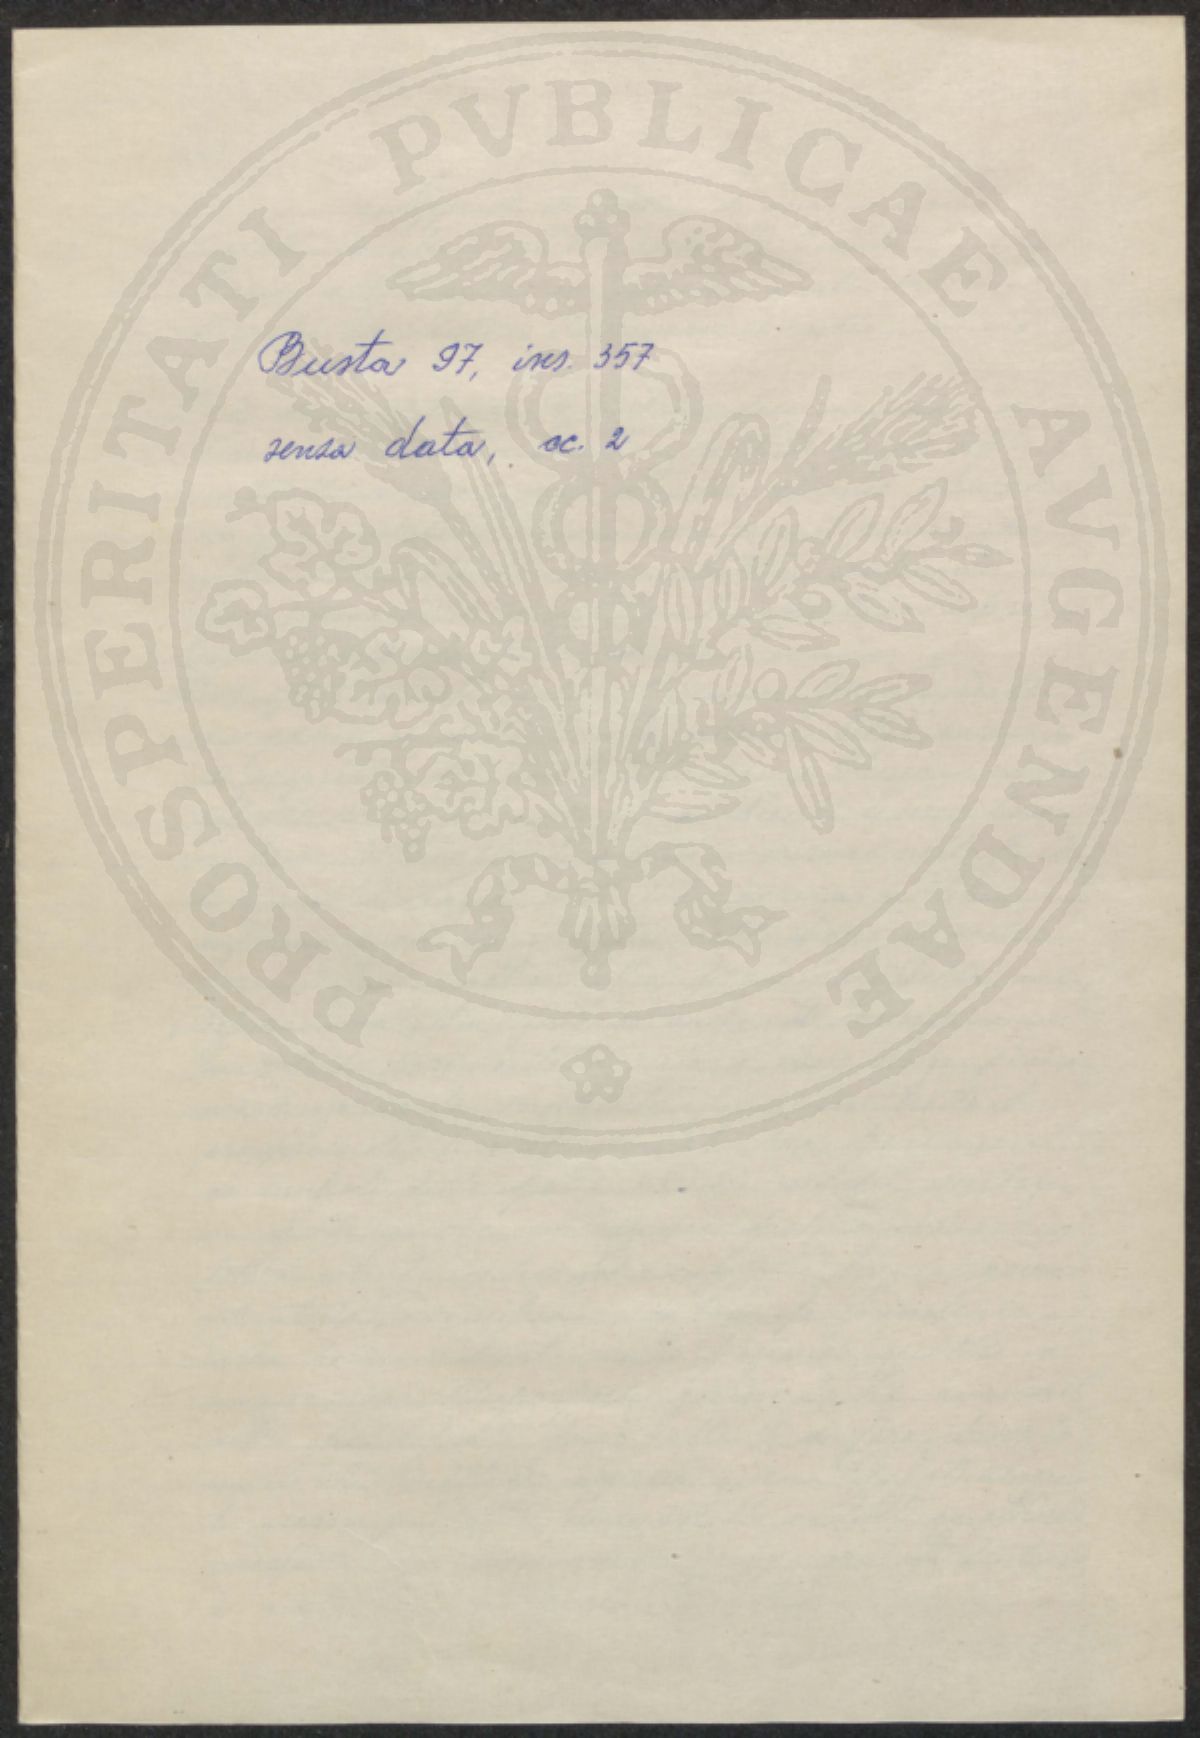 PROSPERITATI PVBLICAE AVGENDAE
Busta 97, ins. 357
senza data, cc. 2